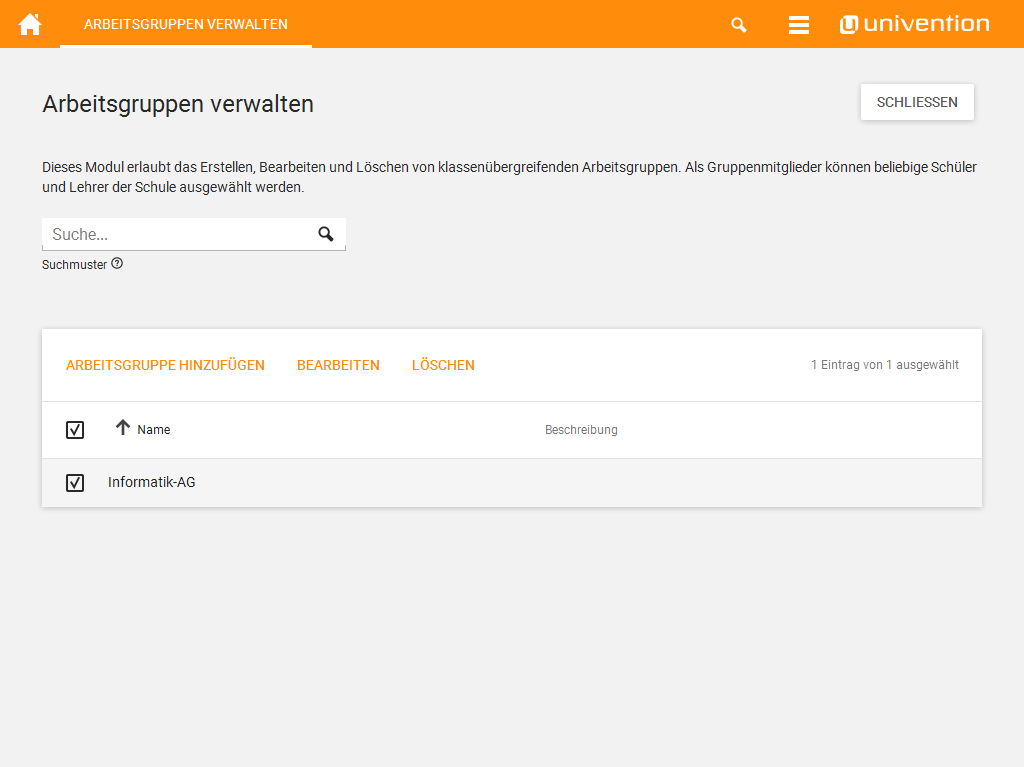 ARBEITSGRUPPEN VERWALTEN
univention
Arbeitsgruppen verwalten
SCHLIESSEN
Dieses Modul erlaubt das Erstellen, Bearbeiten und Löschen von klassenübergreifenden Arbeitsgruppen. Als Gruppenmitglieder können beliebige Schüler
und Lehrer der Schule ausgewählt werden.
Suche...
Suchmuster
ARBEITSGRUPPE HINZUFÜGEN BEARBEITEN LÖSCHEN 1 Eintrag von 1 ausgewählt
Name Beschreibung
Informatik-AG